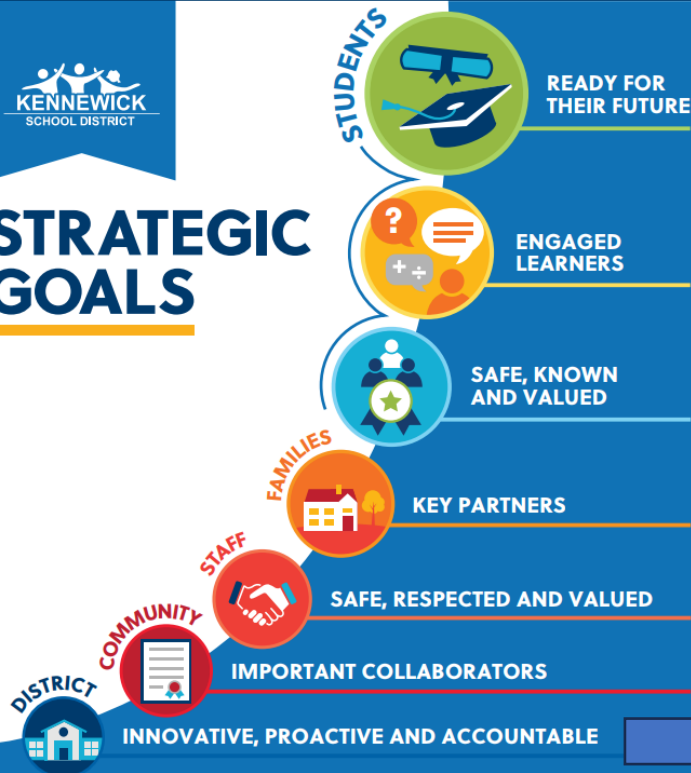 KENNEWICK
SCHOOL DISTRICT
STRATEGIC
GOALS
STUDENTS
READY FOR
THEIR FUTURE
?
+ ÷
ENGAGED
LEARNERS
SAFE, KNOWN
AND VALUED
FAMILIES
KEY PARTNERS
STAFF
SAFE, RESPECTED AND VALUED
COMMUNITY
IMPORTANT COLLABORATORS
DISTRICT
INNOVATIVE, PROACTIVE AND ACCOUNTABLE